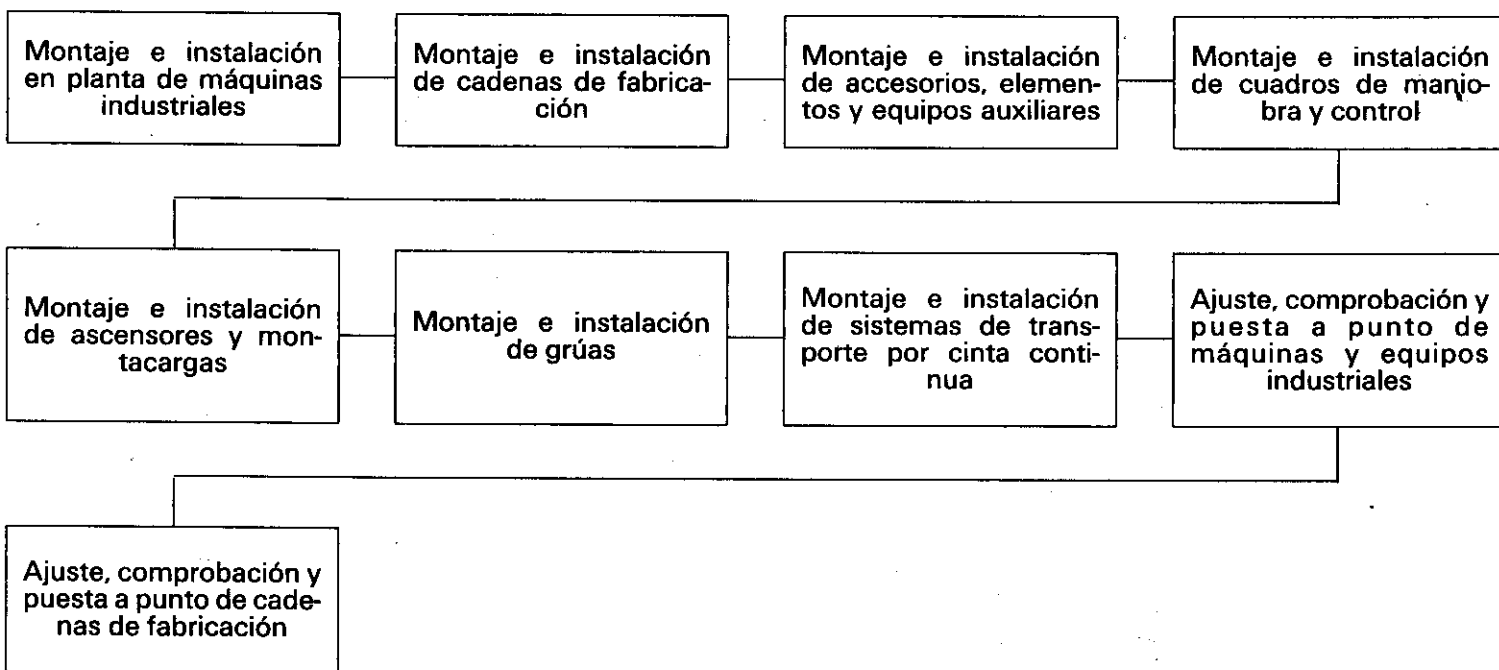 Montaje e instalación
en planta de máquinas
industriales
Montaje e instalación
de cadenas de fabrica-
ción
Montaje e instalación
de accesorios, elemen-
tos y equipos auxiliares
Montaje e instalación
de cuadros de manio-
bra y control
Montaje e instalación
de ascensores y mon-
tacargas
Montaje e instalación
de grúas
Montaje e instalación
de sistemas de trans-
porte por cinta conti-
nua
Ajuste, comprobación y
puesta a punto de
máquinas y equipos
industriales
Ajuste, comprobación y
puesta a punto de cade-
nas de fabricación